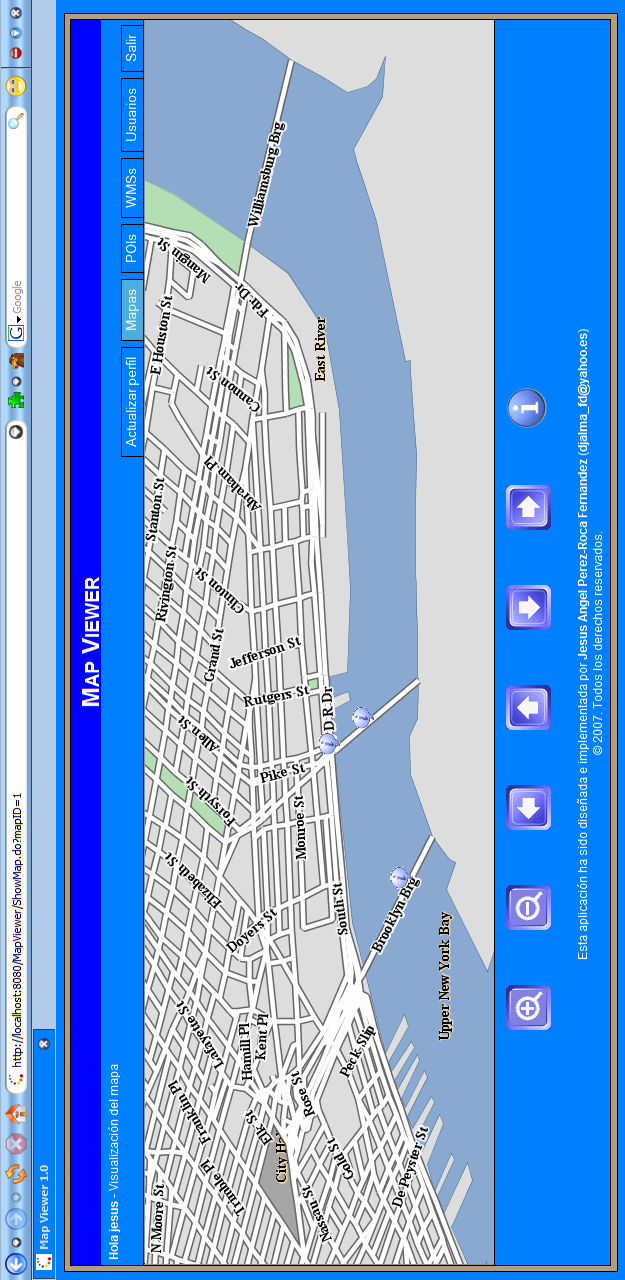 http://localhost:8080/MapViewer/ShowMap.do?mapID=1
Google
Map Viewer 1.0
MAP VIEWER
Hola jesus - Visualización del mapa
Actualizar perfil
Mapas
POIs
WMSs
Usuarios
Salir
N Moore St
Trimble Pl
Franklin Pl
Lafayette St
Elizabeth St
Forsyth St
Allen St
Rivington St
Stanton St
E Houston St
Mangin St
Williamsburg Brg
Fdr Dr
Cannon St
Abraham Pl
Clinton St
Grand St
Jefferson St
Rutgers St
East River
D R Dr
Pike St
Monroe St
South St
Doyers St
Hamill Pl
Kent Pl
Elk St
City Ha
Rose St
Peck Slip
Gold St
Nassau St
De Peyster St
Brooklyn Brg
Upper New York Bay
Esta aplicación ha sido diseñada e implementada por Jesus Angel Perez-Roca Fernandez (djalma_fd@yahoo.es)
© 2007. Todos los derechos reservados.